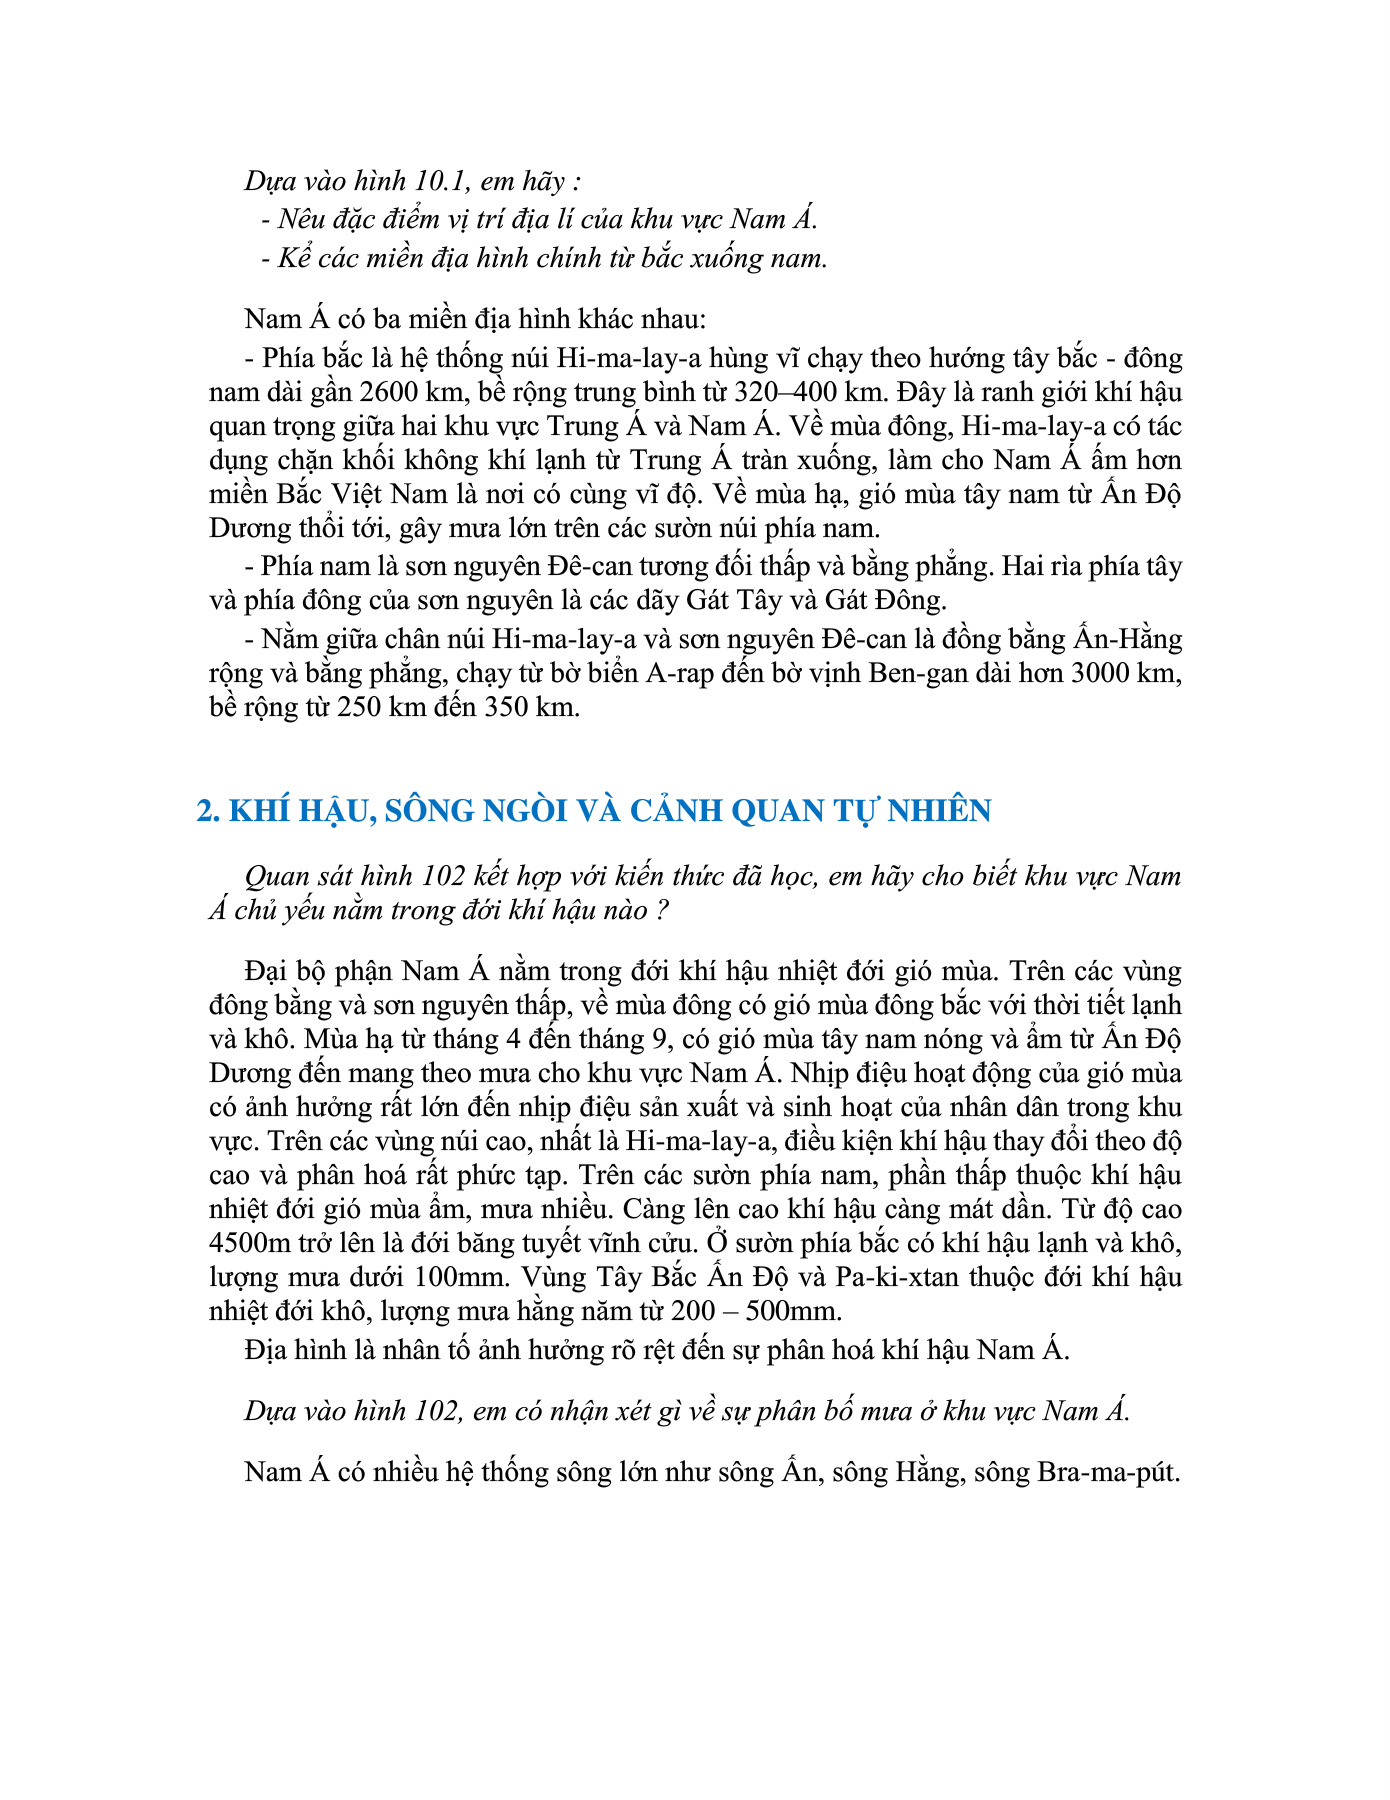 Dựa vào hình 10.1, em hãy :
- Nêu đặc điểm vị trí địa lí của khu vực Nam Á.
- Kể các miền địa hình chính từ bắc xuống nam.
Nam Á có ba miền địa hình khác nhau:
- Phía bắc là hệ thống núi Hi-ma-lay-a hùng vĩ chạy theo hướng tây bắc - đông
nam dài gần 2600 km, bề rộng trung bình từ 320–400 km. Đây là ranh giới khí hậu
quan trọng giữa hai khu vực Trung Á và Nam Á. Về mùa đông, Hi-ma-lay-a có tác
dụng chặn khối không khí lạnh từ Trung Á tràn xuống, làm cho Nam Á ấm hơn
miền Bắc Việt Nam là nơi có cùng vĩ độ. Về mùa hạ, gió mùa tây nam từ Ấn Độ
Dương thổi tới, gây mưa lớn trên các sườn núi phía nam.
- Phía nam là sơn nguyên Đê-can tương đối thấp và bằng phẳng. Hai rìa phía tây
và phía đông của sơn nguyên là các dãy Gát Tây và Gát Đông.
- Nằm giữa chân núi Hi-ma-lay-a và sơn nguyên Đê-can là đồng bằng Ấn-Hằng
rộng và bằng phẳng, chạy từ bờ biển A-rap đến bờ vịnh Ben-gan dài hơn 3000 km,
bề rộng từ 250 km đến 350 km.
2. KHÍ HẬU, SÔNG NGÒI VÀ CẢNH QUAN TỰ NHIÊN
Quan sát hình 102 kết hợp với kiến thức đã học, em hãy cho biết khu vực Nam
Á chủ yếu nằm trong đới khí hậu nào ?
Đại bộ phận Nam Á nằm trong đới khí hậu nhiệt đới gió mùa. Trên các vùng
đông bằng và sơn nguyên thấp, về mùa đông có gió mùa đông bắc với thời tiết lạnh
và khô. Mùa hạ từ tháng 4 đến tháng 9, có gió mùa tây nam nóng và ẩm từ Ấn Độ
Dương đến mang theo mưa cho khu vực Nam Á. Nhịp điệu hoạt động của gió mùa
có ảnh hưởng rất lớn đến nhịp điệu sản xuất và sinh hoạt của nhân dân trong khu
vực. Trên các vùng núi cao, nhất là Hi-ma-lay-a, điều kiện khí hậu thay đổi theo độ
cao và phân hoá rất phức tạp. Trên các sườn phía nam, phần thấp thuộc khí hậu
nhiệt đới gió mùa ẩm, mưa nhiều. Càng lên cao khí hậu càng mát dần. Từ độ cao
4500m trở lên là đới băng tuyết vĩnh cửu. Ở sườn phía bắc có khí hậu lạnh và khô,
lượng mưa dưới 100mm. Vùng Tây Bắc Ấn Độ và Pa-ki-xtan thuộc đới khí hậu
nhiệt đới khô, lượng mưa hằng năm từ 200 – 500mm.
Địa hình là nhân tố ảnh hưởng rõ rệt đến sự phân hoá khí hậu Nam Á.
Dựa vào hình 102, em có nhận xét gì về sự phân bố mưa ở khu vực Nam Á.
Nam Á có nhiều hệ thống sông lớn như sông Ấn, sông Hằng, sông Bra-ma-pút.